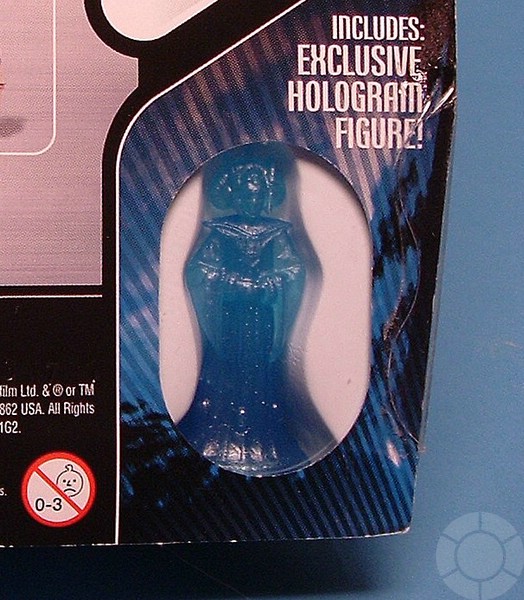 INCLUDES:
EXCLUSIVE
HOLOGRAM
FIGURE!
film Ltd. & ® or TM
862 USA. All Rights
1G2.
s.
0-3